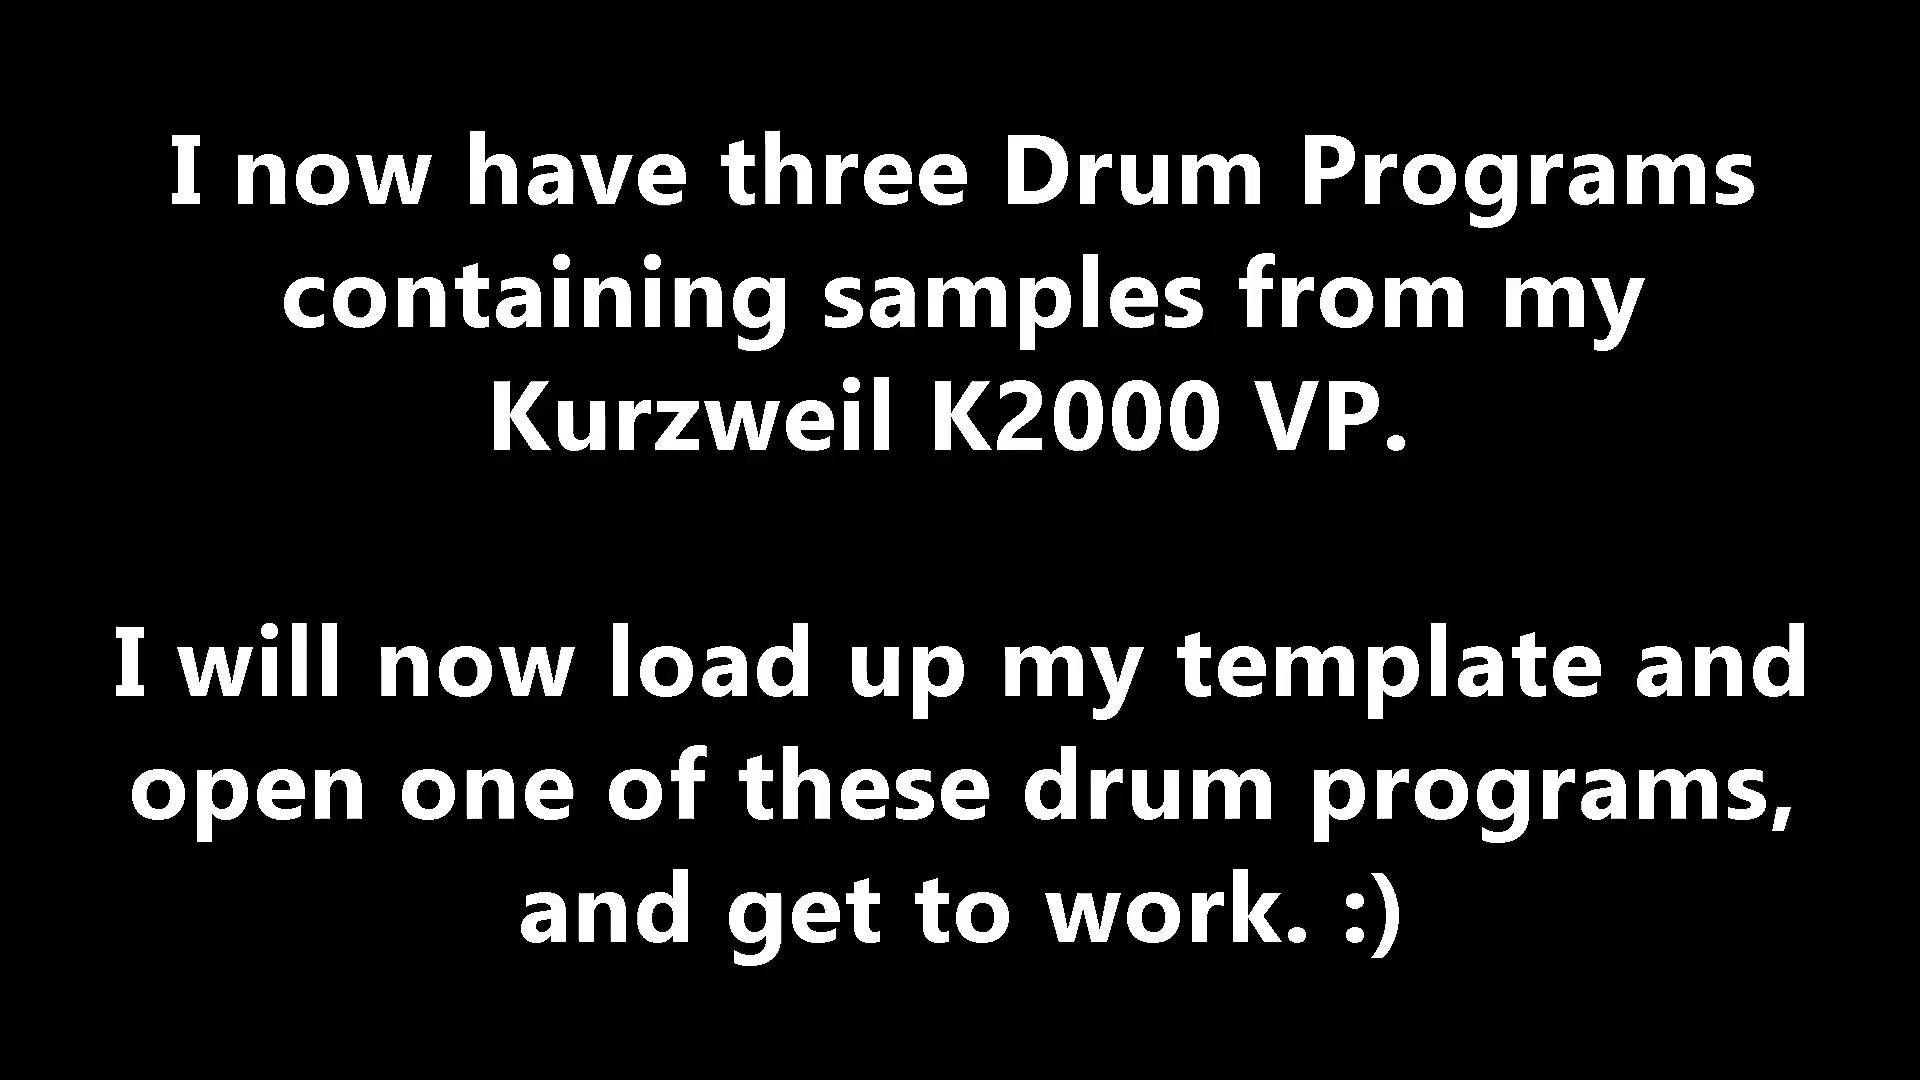 I now have three Drum Programs
containing samples from my
Kurzweil K2000 VP.
I will now load up my template and
open one of these drum programs,
and get to work. :)